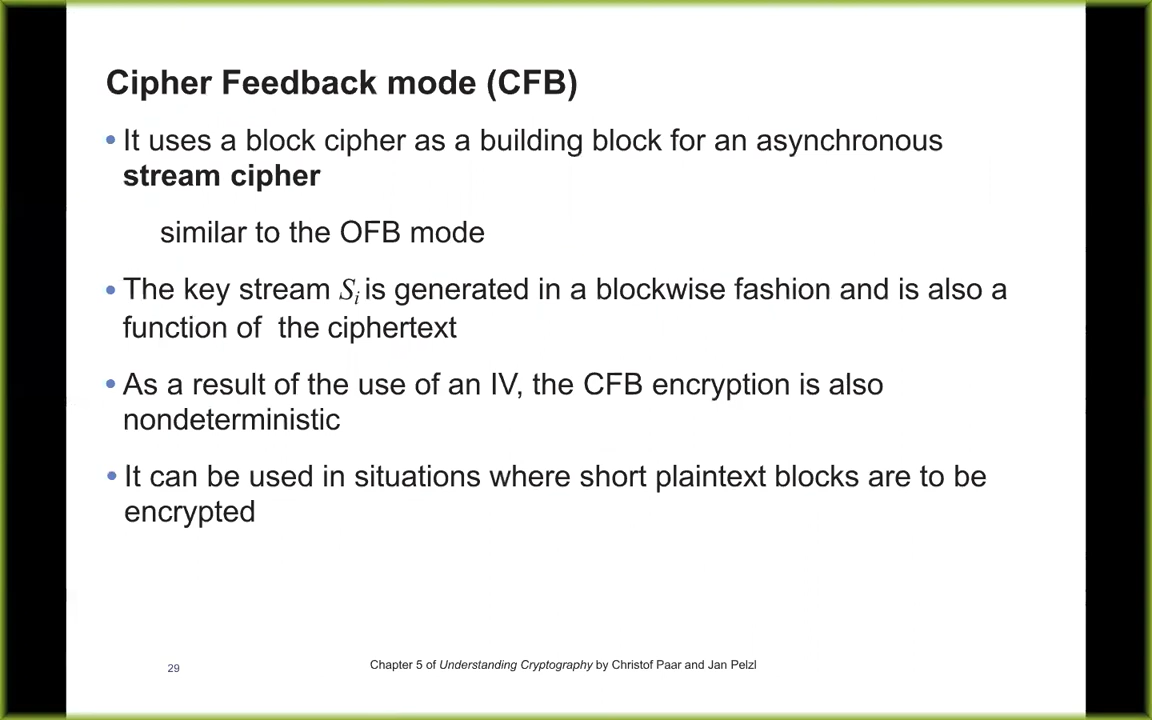 Cipher Feedback mode (CFB)
• It uses a block cipher as a building block for an asynchronous
stream cipher
similar to the OFB mode
• The key stream Si is generated in a blockwise fashion and is also a
function of the ciphertext
• As a result of the use of an IV, the CFB encryption is also
nondeterministic
• It can be used in situations where short plaintext blocks are to be
encrypted
29
Chapter 5 of Understanding Cryptography by Christof Paar and Jan Pelzl